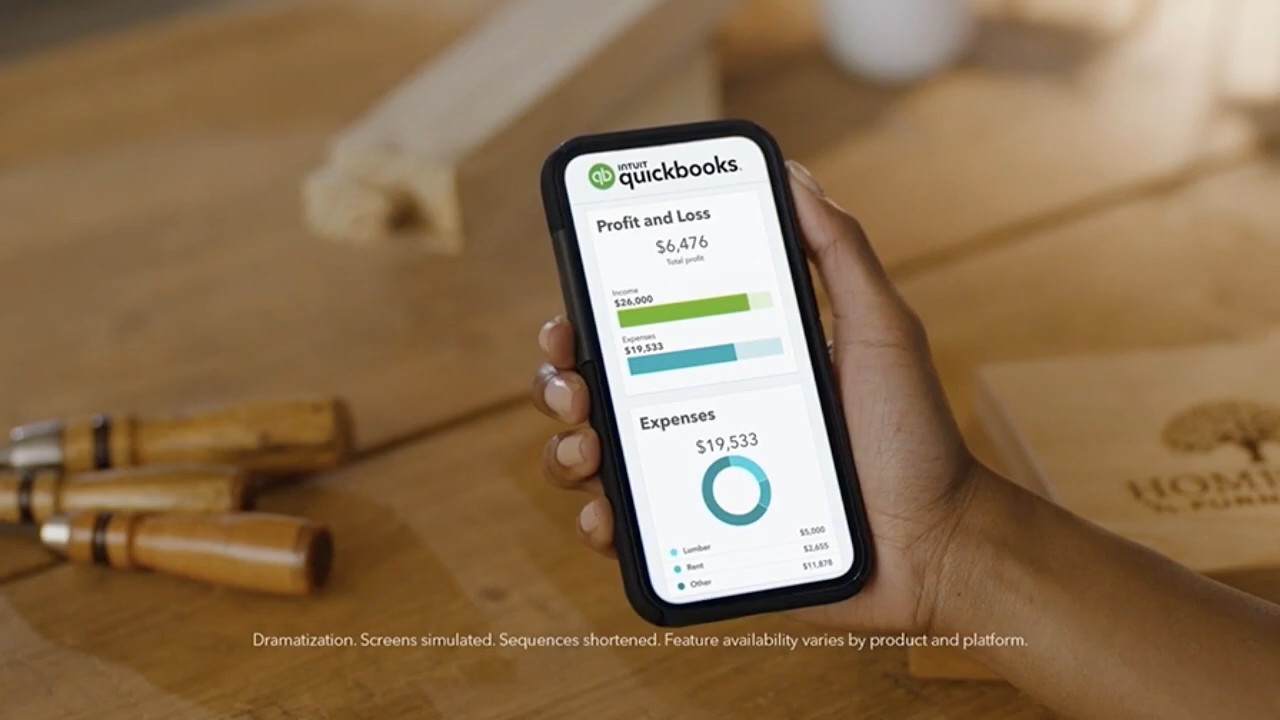 INTUIT
qb quickbooks.
Profit and Loss
$6,476
Total profit
Income
$26,000
Expenses
$19,533
Expenses
$19,533
Lumber $5,000
Rent $2,655
Other $11,878
Dramatization. Screens simulated. Sequences shortened. Feature availability varies by product and platform.